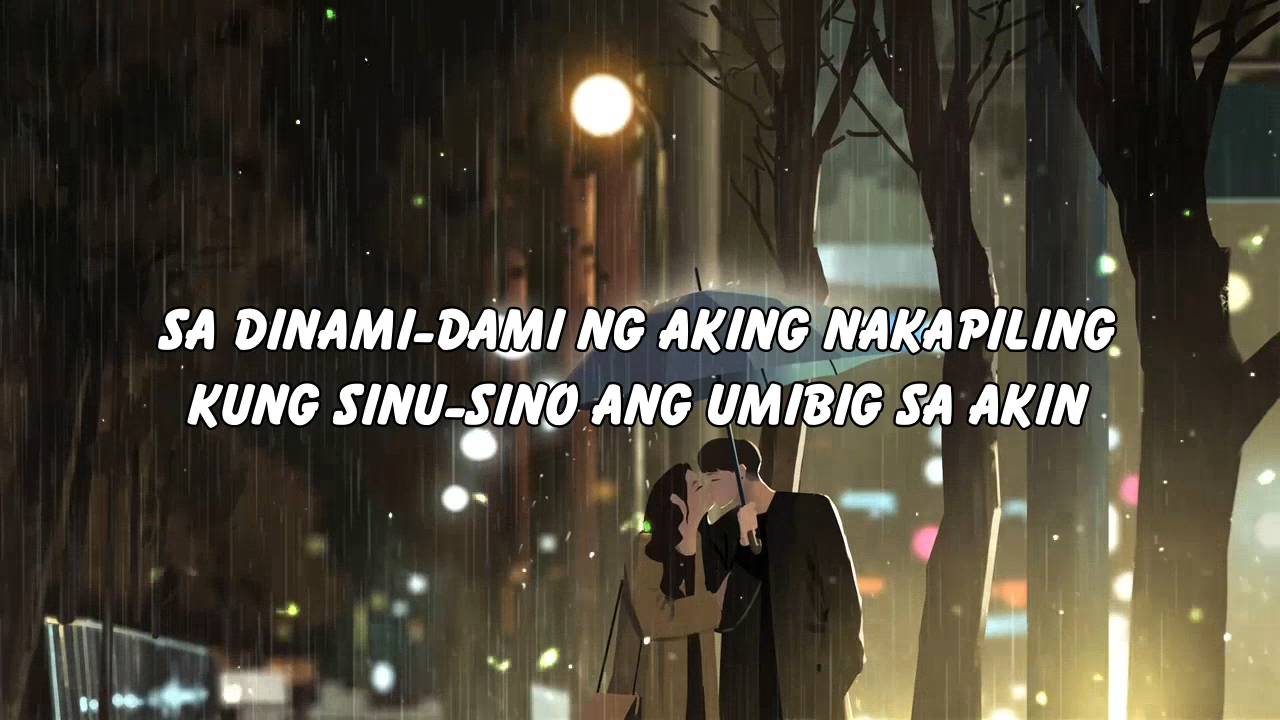 SA DINAMI-DAMI NG AKING NAKAPILING
KUNG SINU-SINO ANG UMIBIG SA AKIN